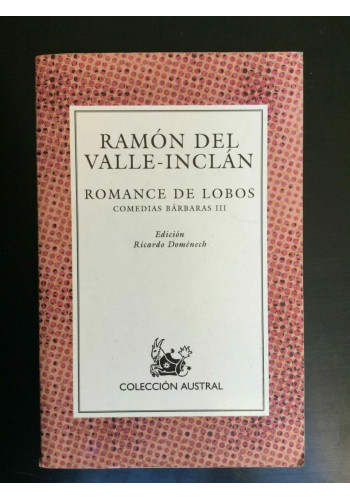 RAMÓN DEL
VALLE-INCLÁN
ROMANCE DE LOBOS
COMEDIAS BÁRBARAS III
Edición
Ricardo Doménech
COLECCIÓN AUSTRAL